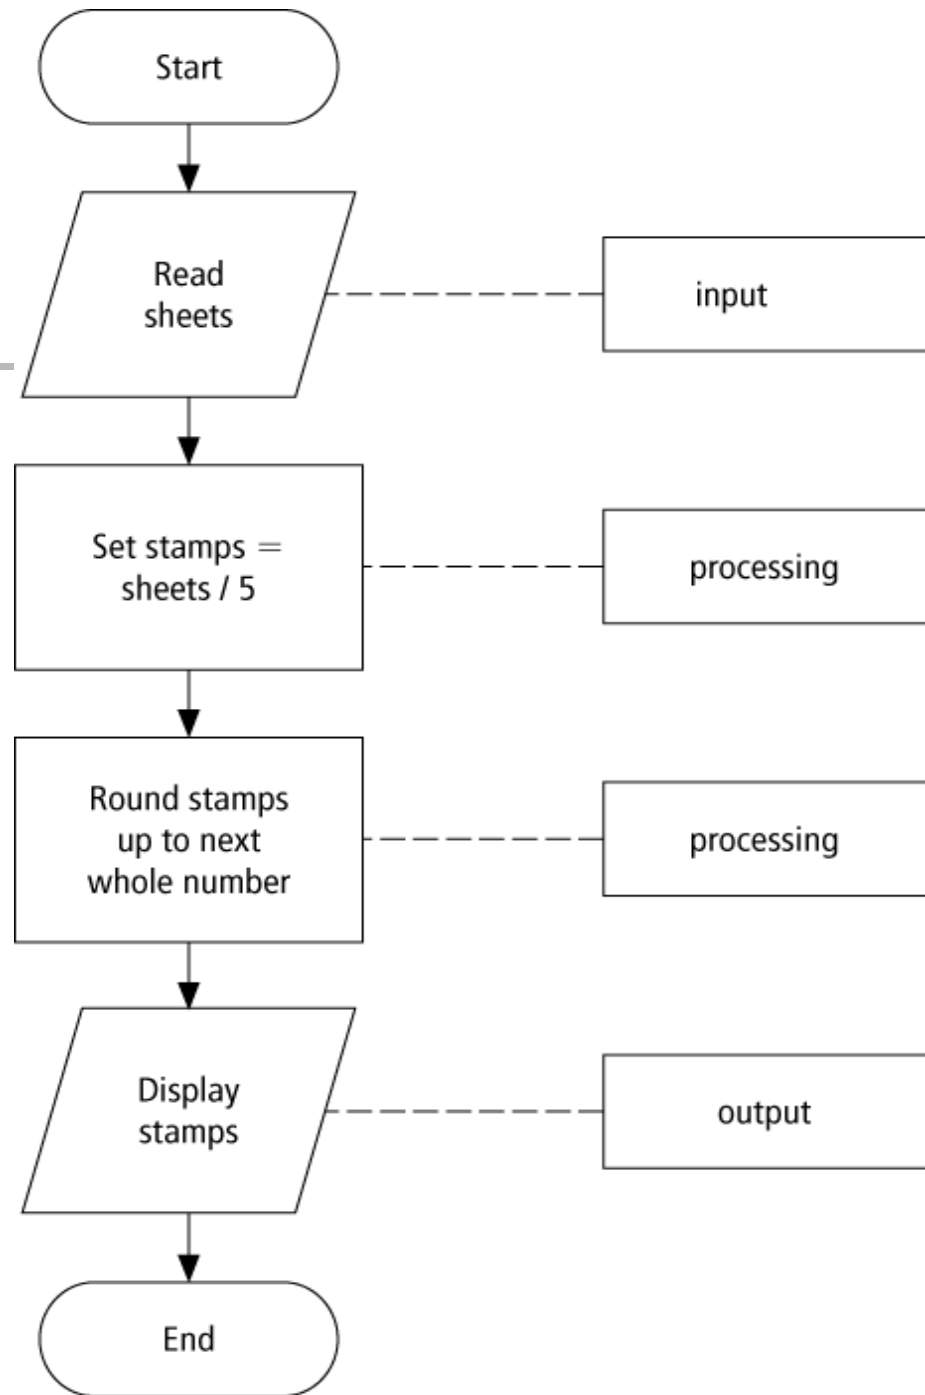 Start
Read
sheets
input
Set stamps =
sheets / 5
processing
Round stamps
up to next
whole number
processing
Display
stamps
output
End